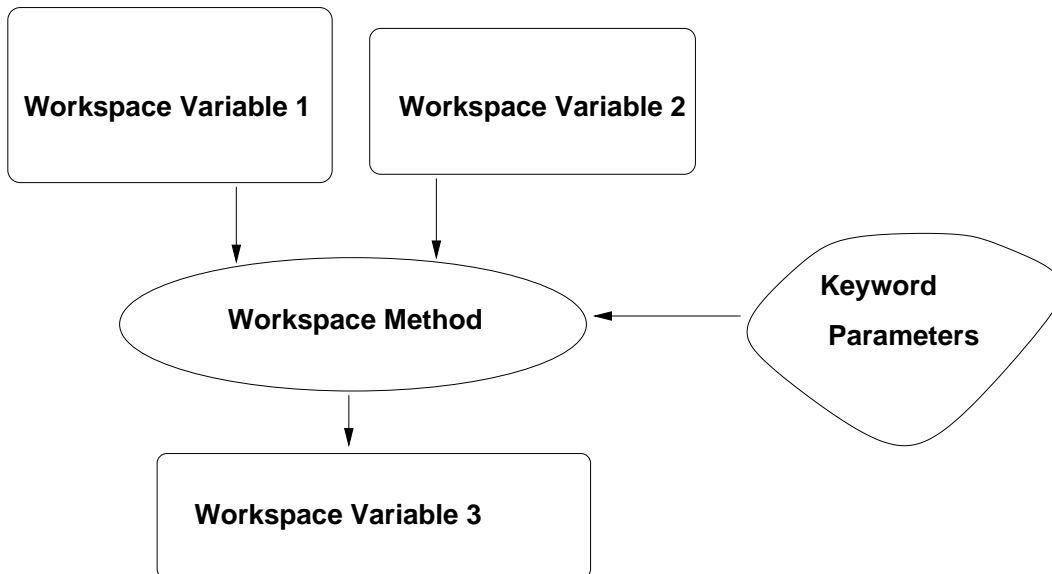 Workspace Variable 1
Workspace Variable 2
Workspace Method
Keyword
Parameters
Workspace Variable 3